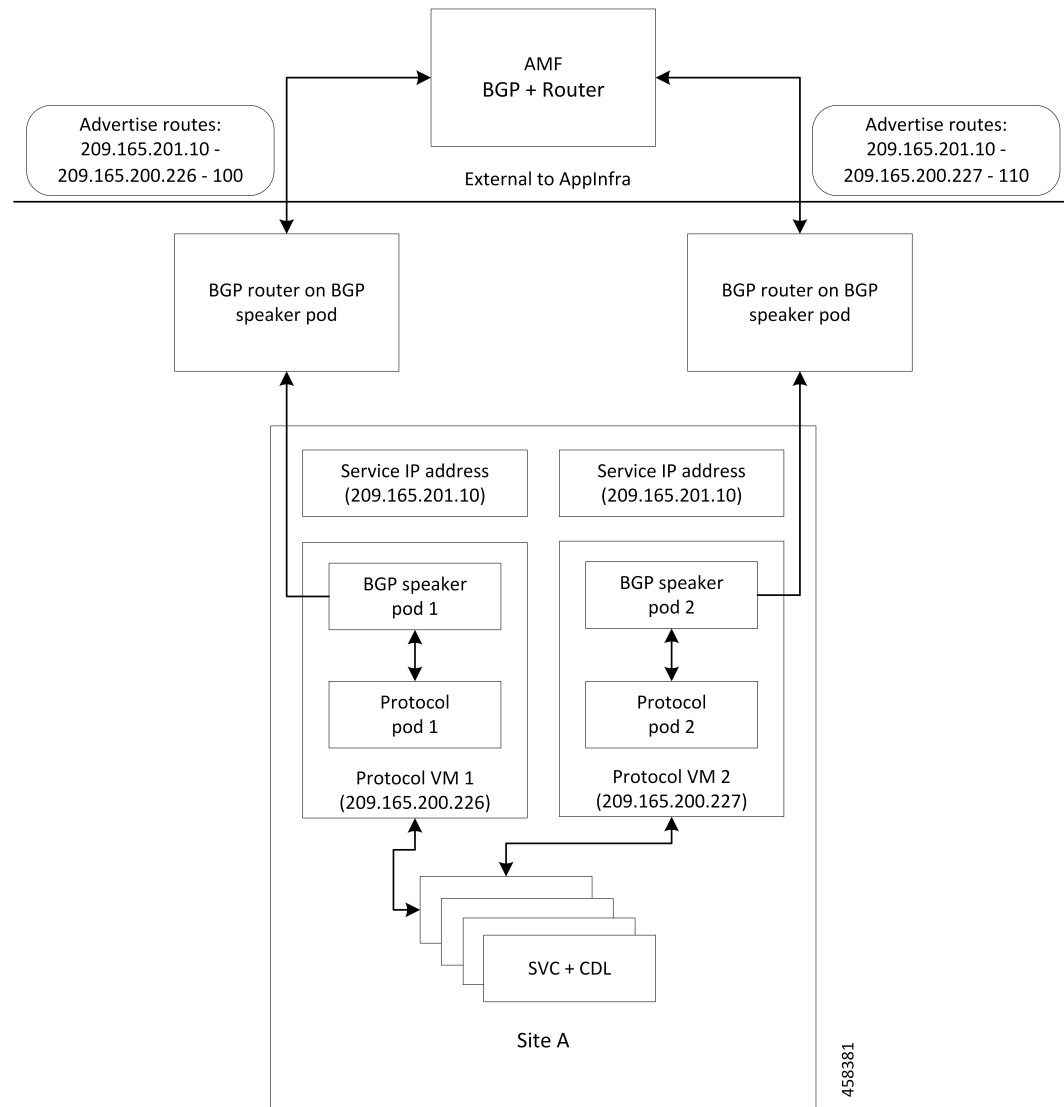 AMF
BGP + Router
Advertise routes:
209.165.201.10 -
209.165.200.226 - 100
Advertise routes:
209.165.201.10 -
209.165.200.227 - 110
External to AppInfra
BGP router on BGP
speaker pod
BGP router on BGP
speaker pod
Service IP address
(209.165.201.10)
Service IP address
(209.165.201.10)
BGP speaker
pod 1
BGP speaker
pod 2
Protocol
pod 1
Protocol
pod 2
Protocol VM 1
(209.165.200.226)
Protocol VM 2
(209.165.200.227)
SVC + CDL
Site A
458381